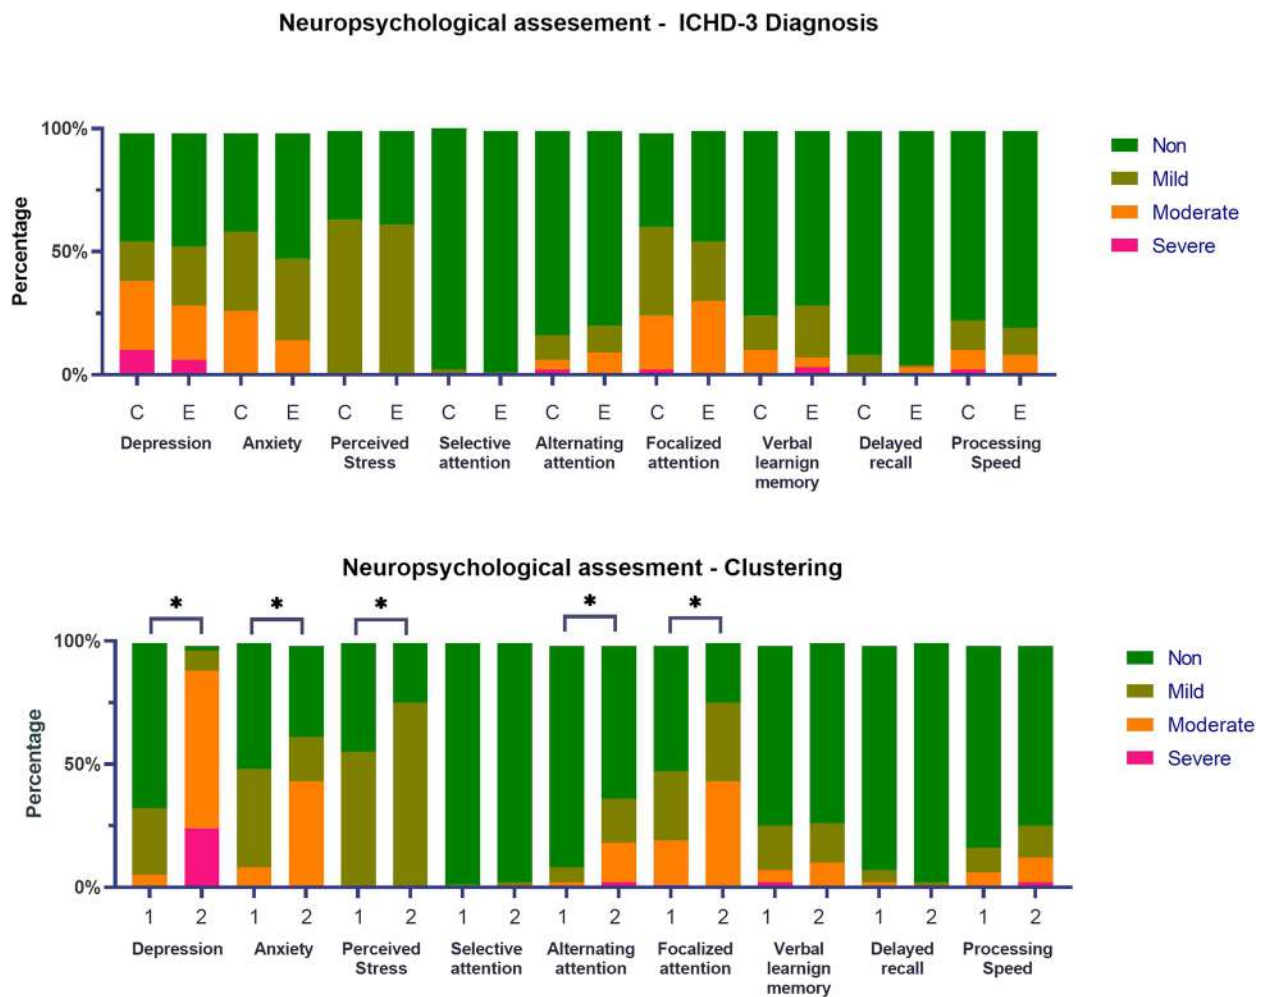 Neuropsychological assesement - ICHD-3 Diagnosis
100%
50%
0%
Percentage
Non
Mild
Moderate
Severe
C E C E C E C E C E C E C E C E C E
Depression Anxiety Perceived Selective Alternating Focalized Verbal Delayed Processing
Stress attention attention attention learnign recall Speed
memory
Neuropsychological assesment - Clustering
* * * * *
100%
50%
0%
Percentage
Non
Mild
Moderate
Severe
1 2 1 2 1 2 1 2 1 2 1 2 1 2 1 2 1 2
Depression Anxiety Perceived Selective Alternating Focalized Verbal Delayed Processing
Stress attention attention attention learnign recall Speed
memory